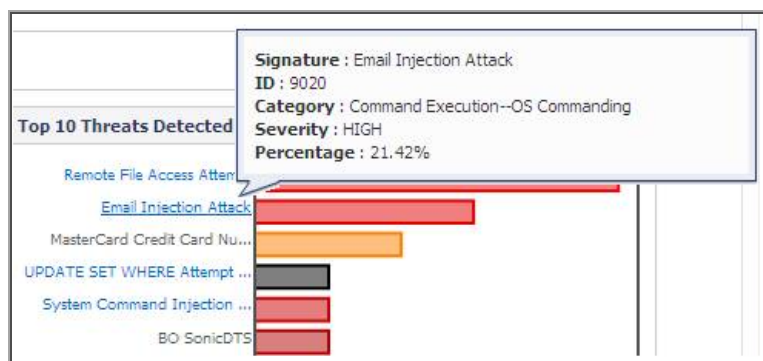 Signature : Email Injection Attack
ID : 9020
Category : Command Execution--OS Commanding
Severity : HIGH
Percentage : 21.42%
Top 10 Threats Detected
Remote File Access Attem
Email Injection Attack
MasterCard Credit Card Nu...
UPDATE SET WHERE Attempt ...
System Command Injection ...
BO SonicDTS